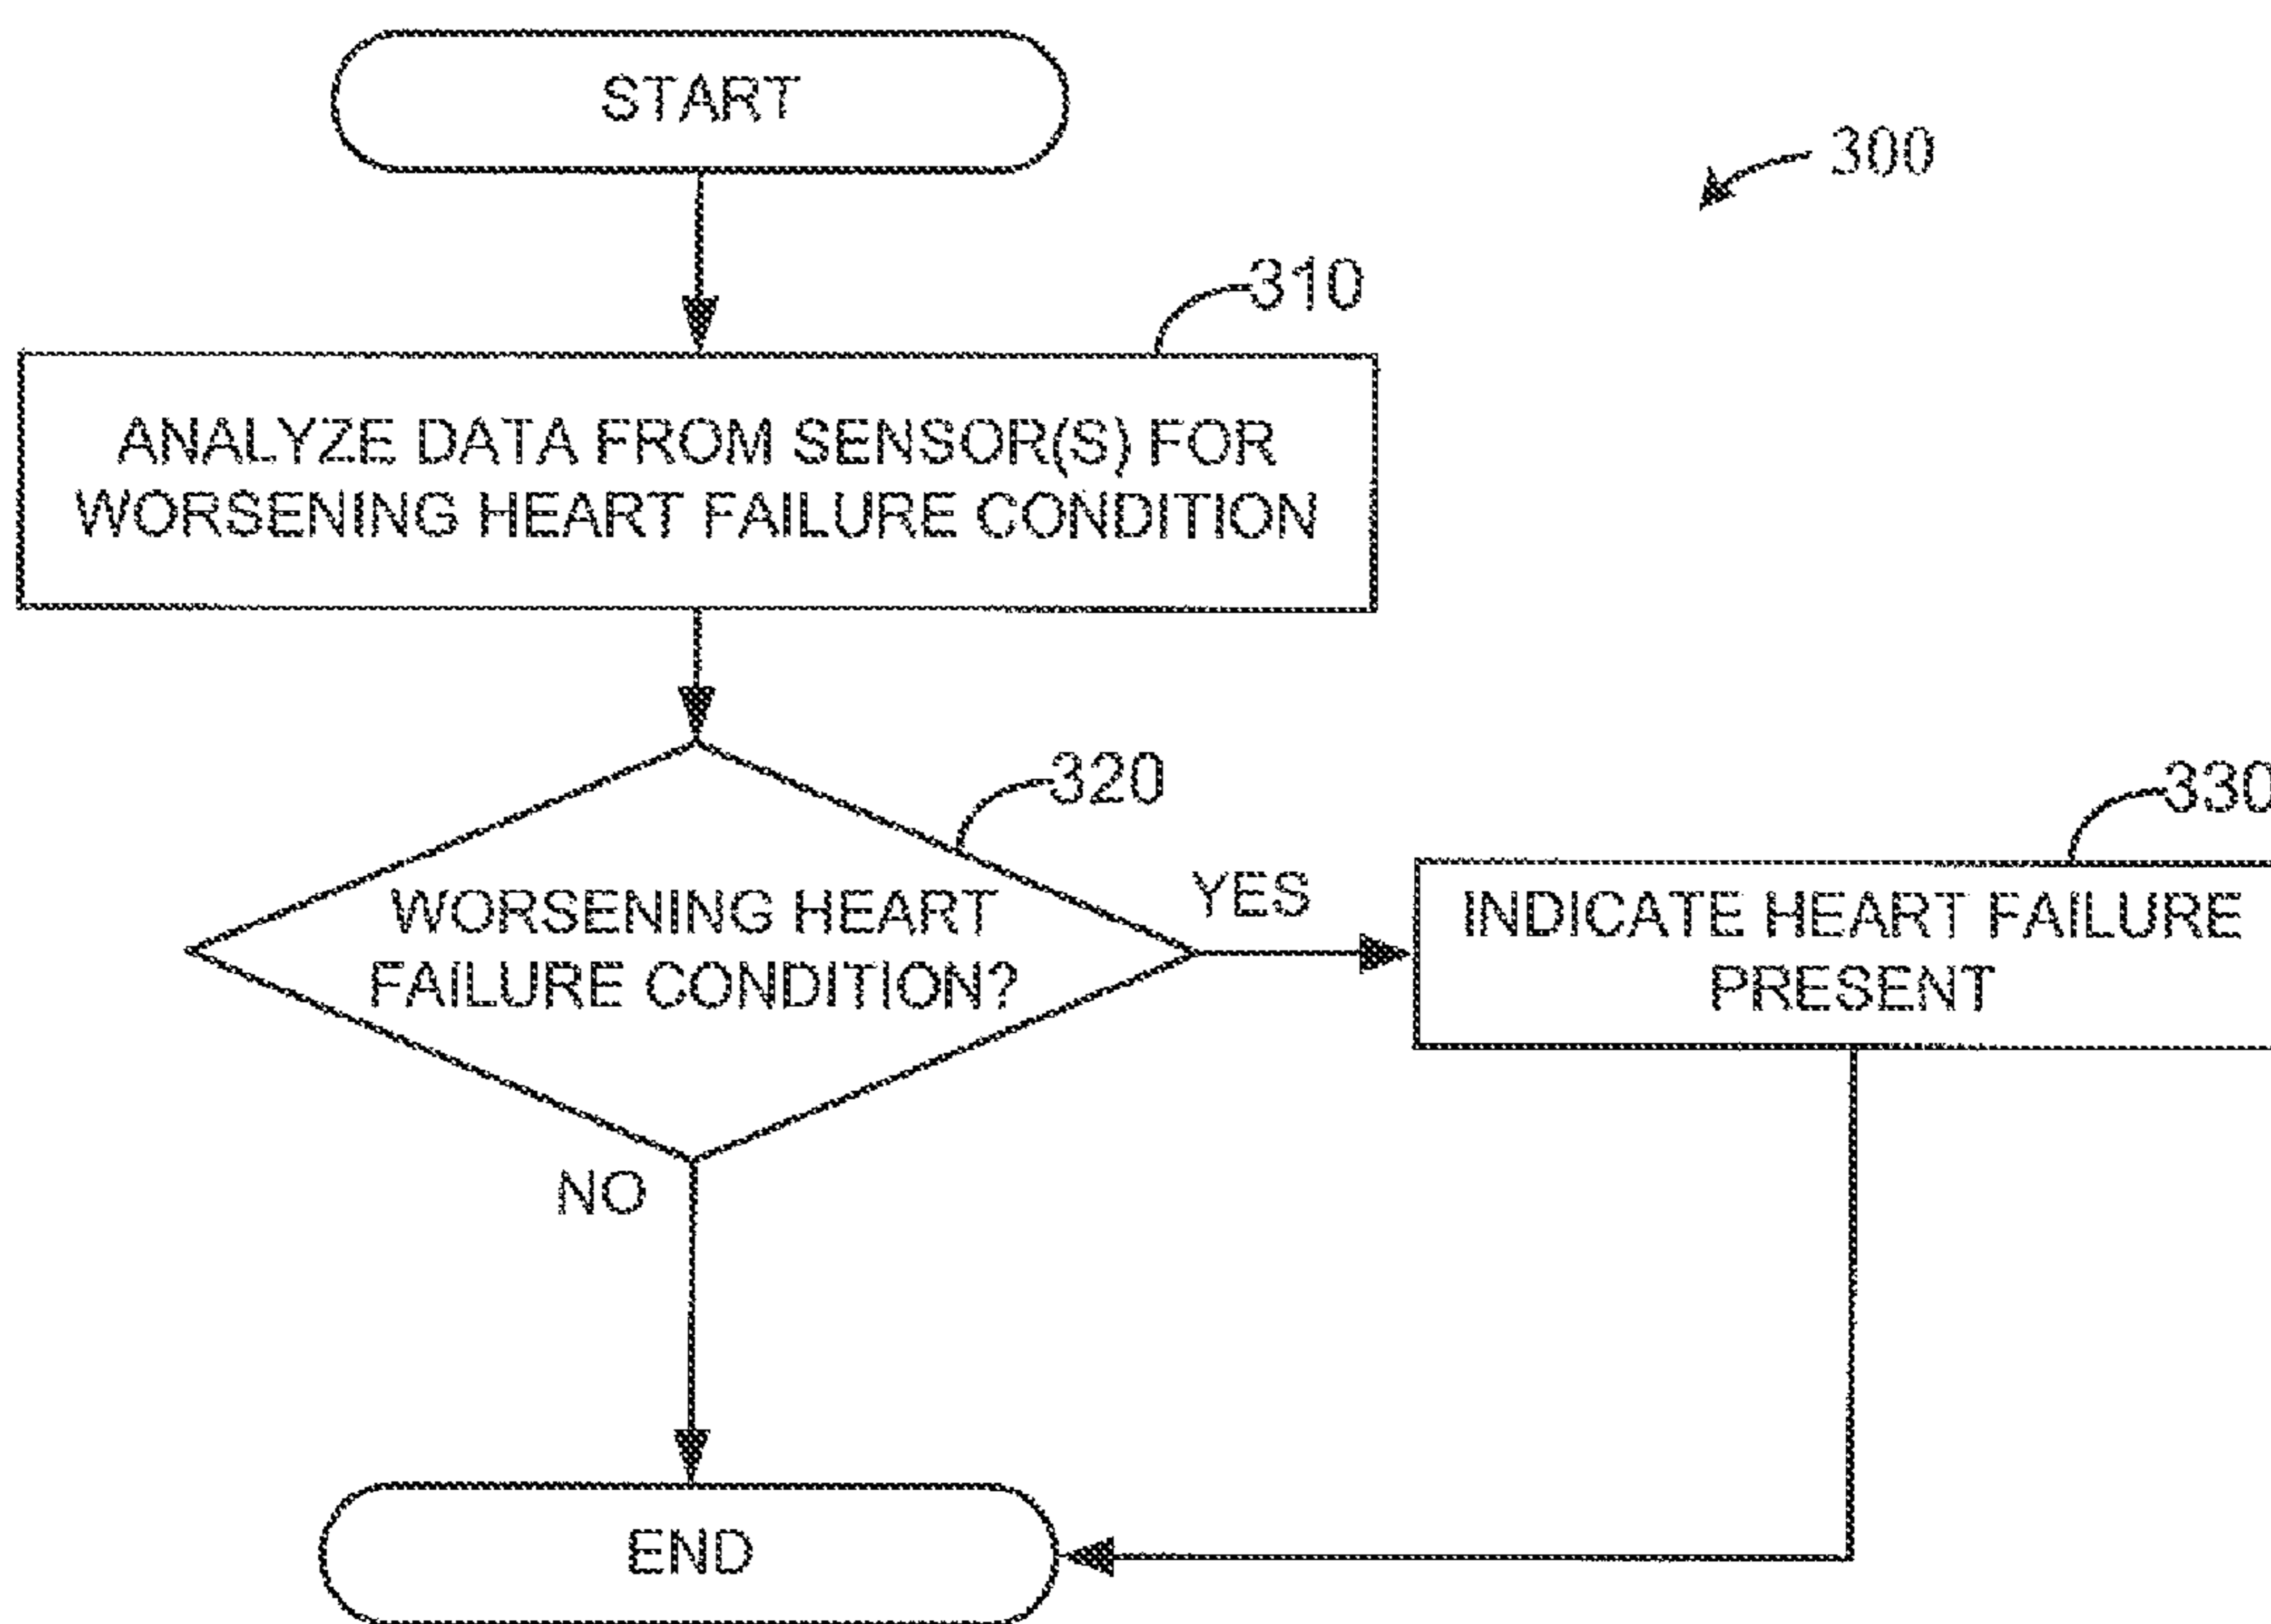 START
300
310
ANALYZE DATA FROM SENSOR(S) FOR
WORSENING HEART FAILURE CONDITION
320
330
WORSENING HEART
FAILURE CONDITION?
YES
INDICATE HEART FAILURE
PRESENT
NO
END